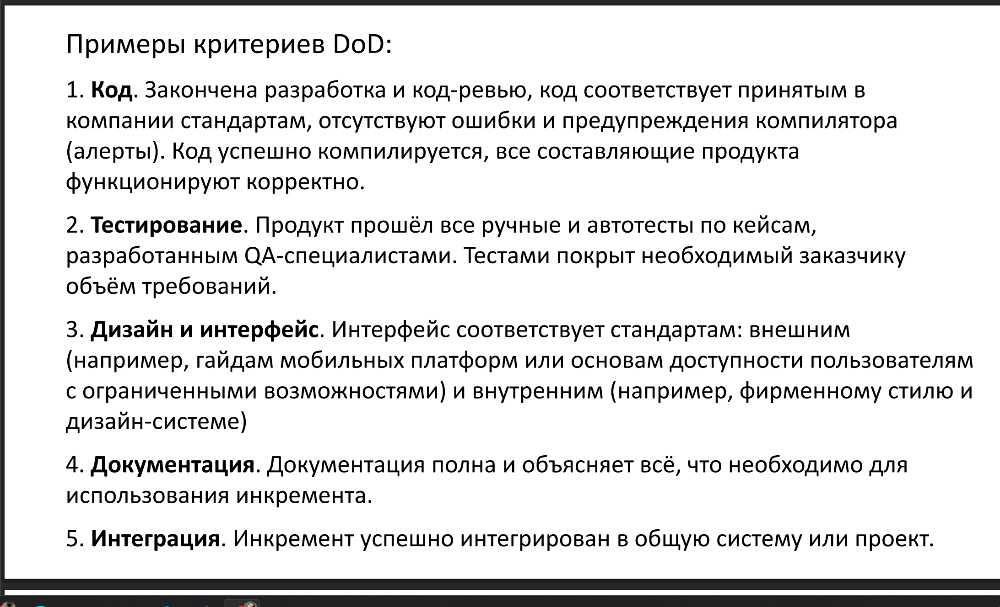 Примеры критериев DoD:
1. Код. Закончена разработка и код-ревью, код соответствует принятым в
компании стандартам, отсутствуют ошибки и предупреждения компилятора
(алерты). Код успешно компилируется, все составляющие продукта
функционируют корректно.
2. Тестирование. Продукт прошёл все ручные и автотесты по кейсам,
разработанным QA-специалистами. Тестами покрыт необходимый заказчику
объём требований.
3. Дизайн и интерфейс. Интерфейс соответствует стандартам: внешним
(например, гайдам мобильных платформ или основам доступности пользователям
с ограниченными возможностями) и внутренним (например, фирменному стилю и
дизайн-системе)
4. Документация. Документация полна и объясняет всё, что необходимо для
использования инкремента.
5. Интеграция. Инкремент успешно интегрирован в общую систему или проект.